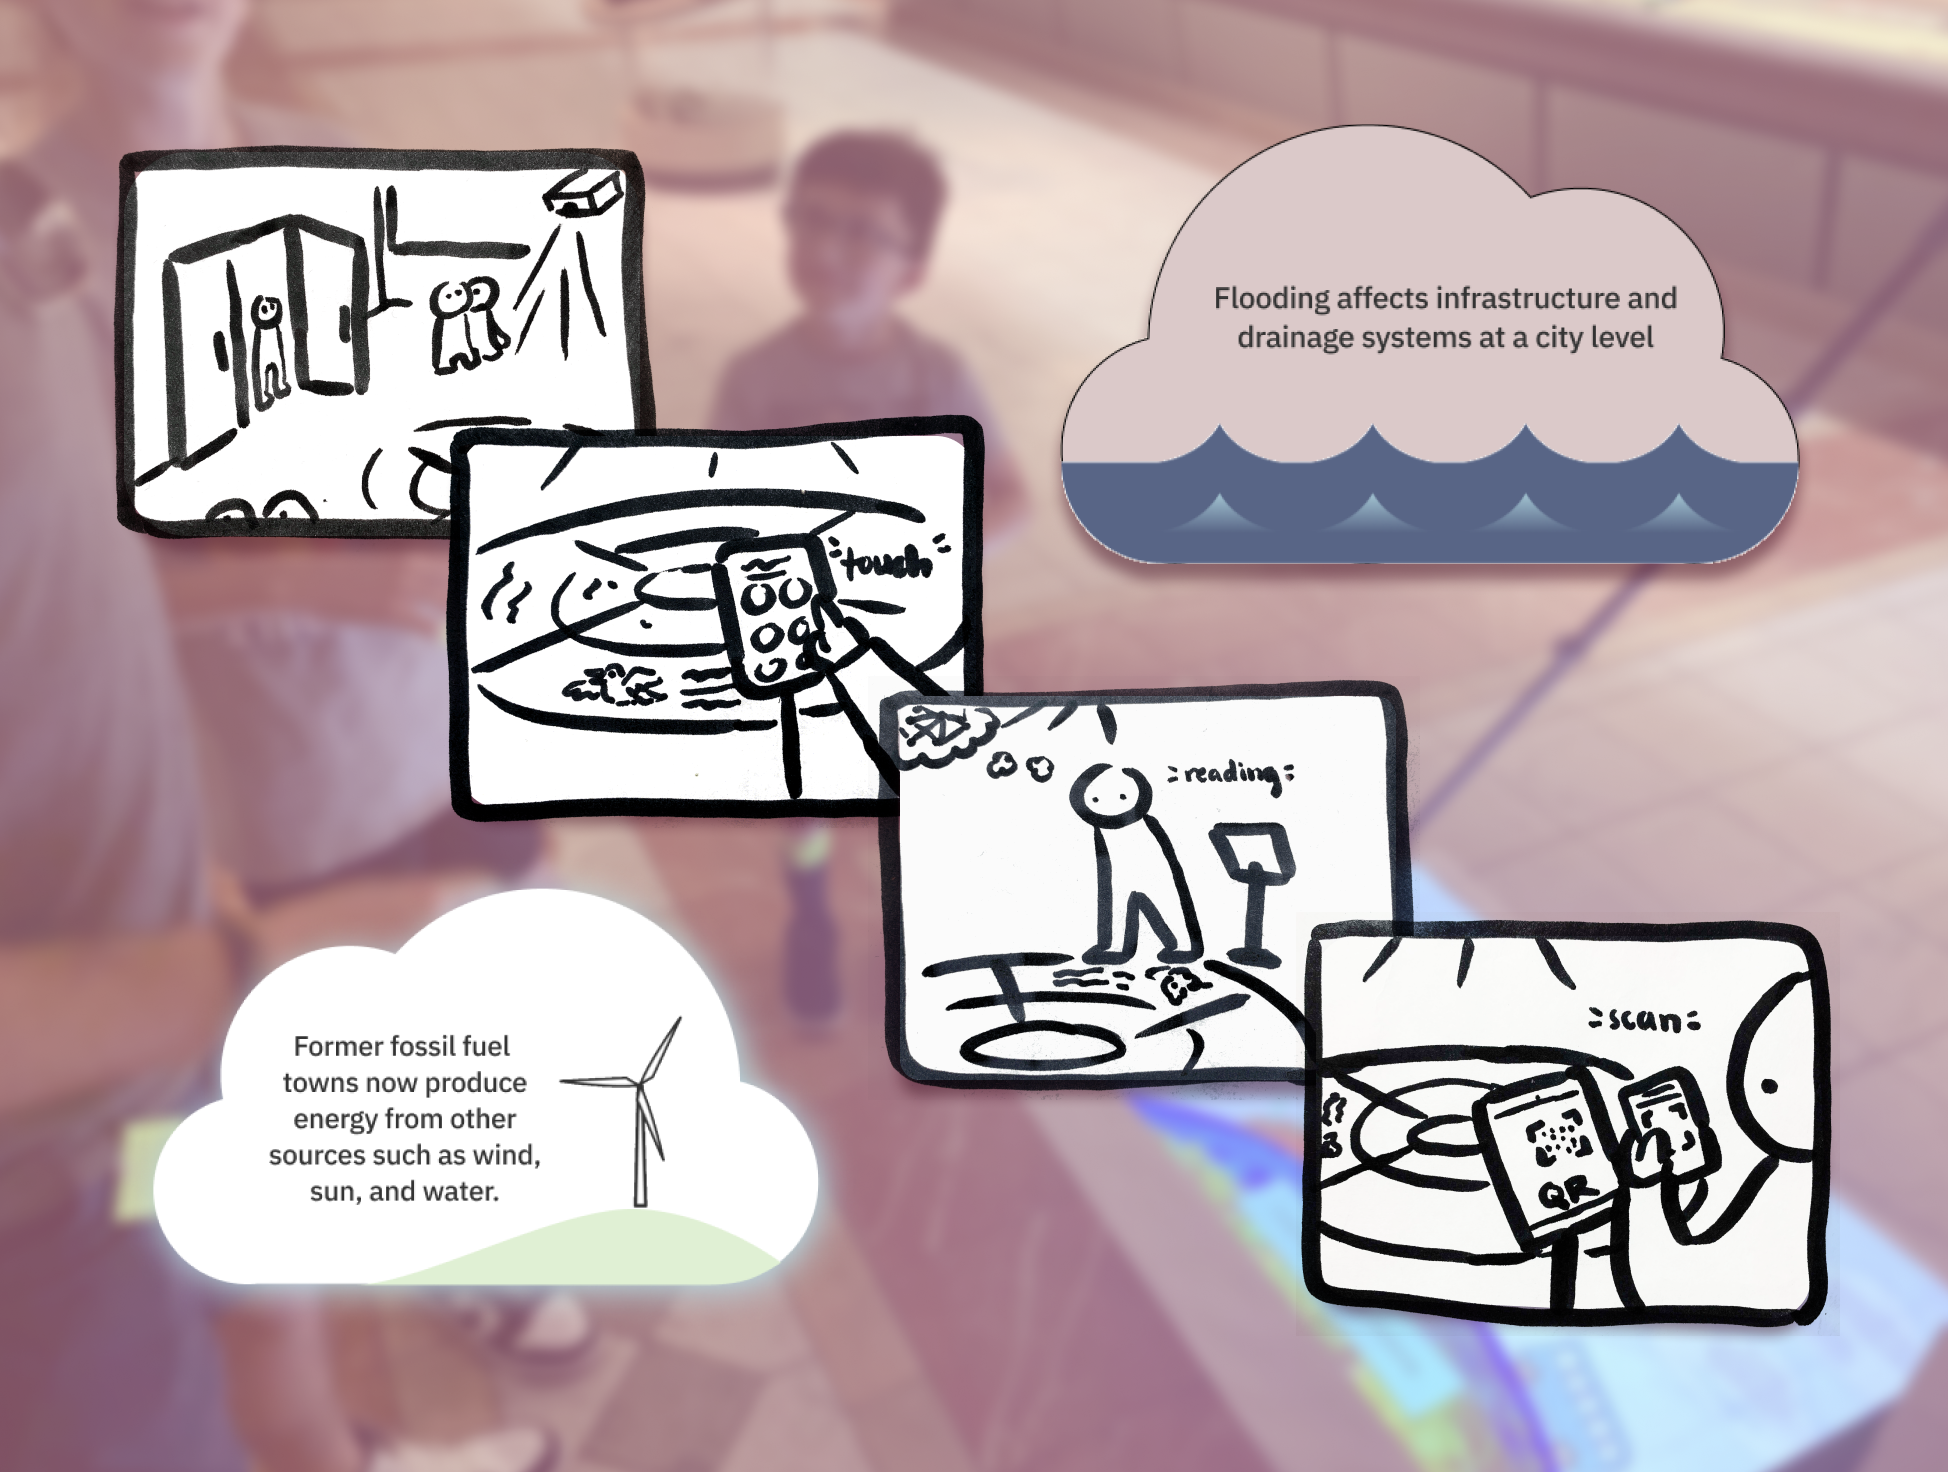 Flooding affects infrastructure and
drainage systems at a city level
touch
reading
scan
QR
Former fossil fuel
towns now produce
energy from other
sources such as wind,
sun, and water.